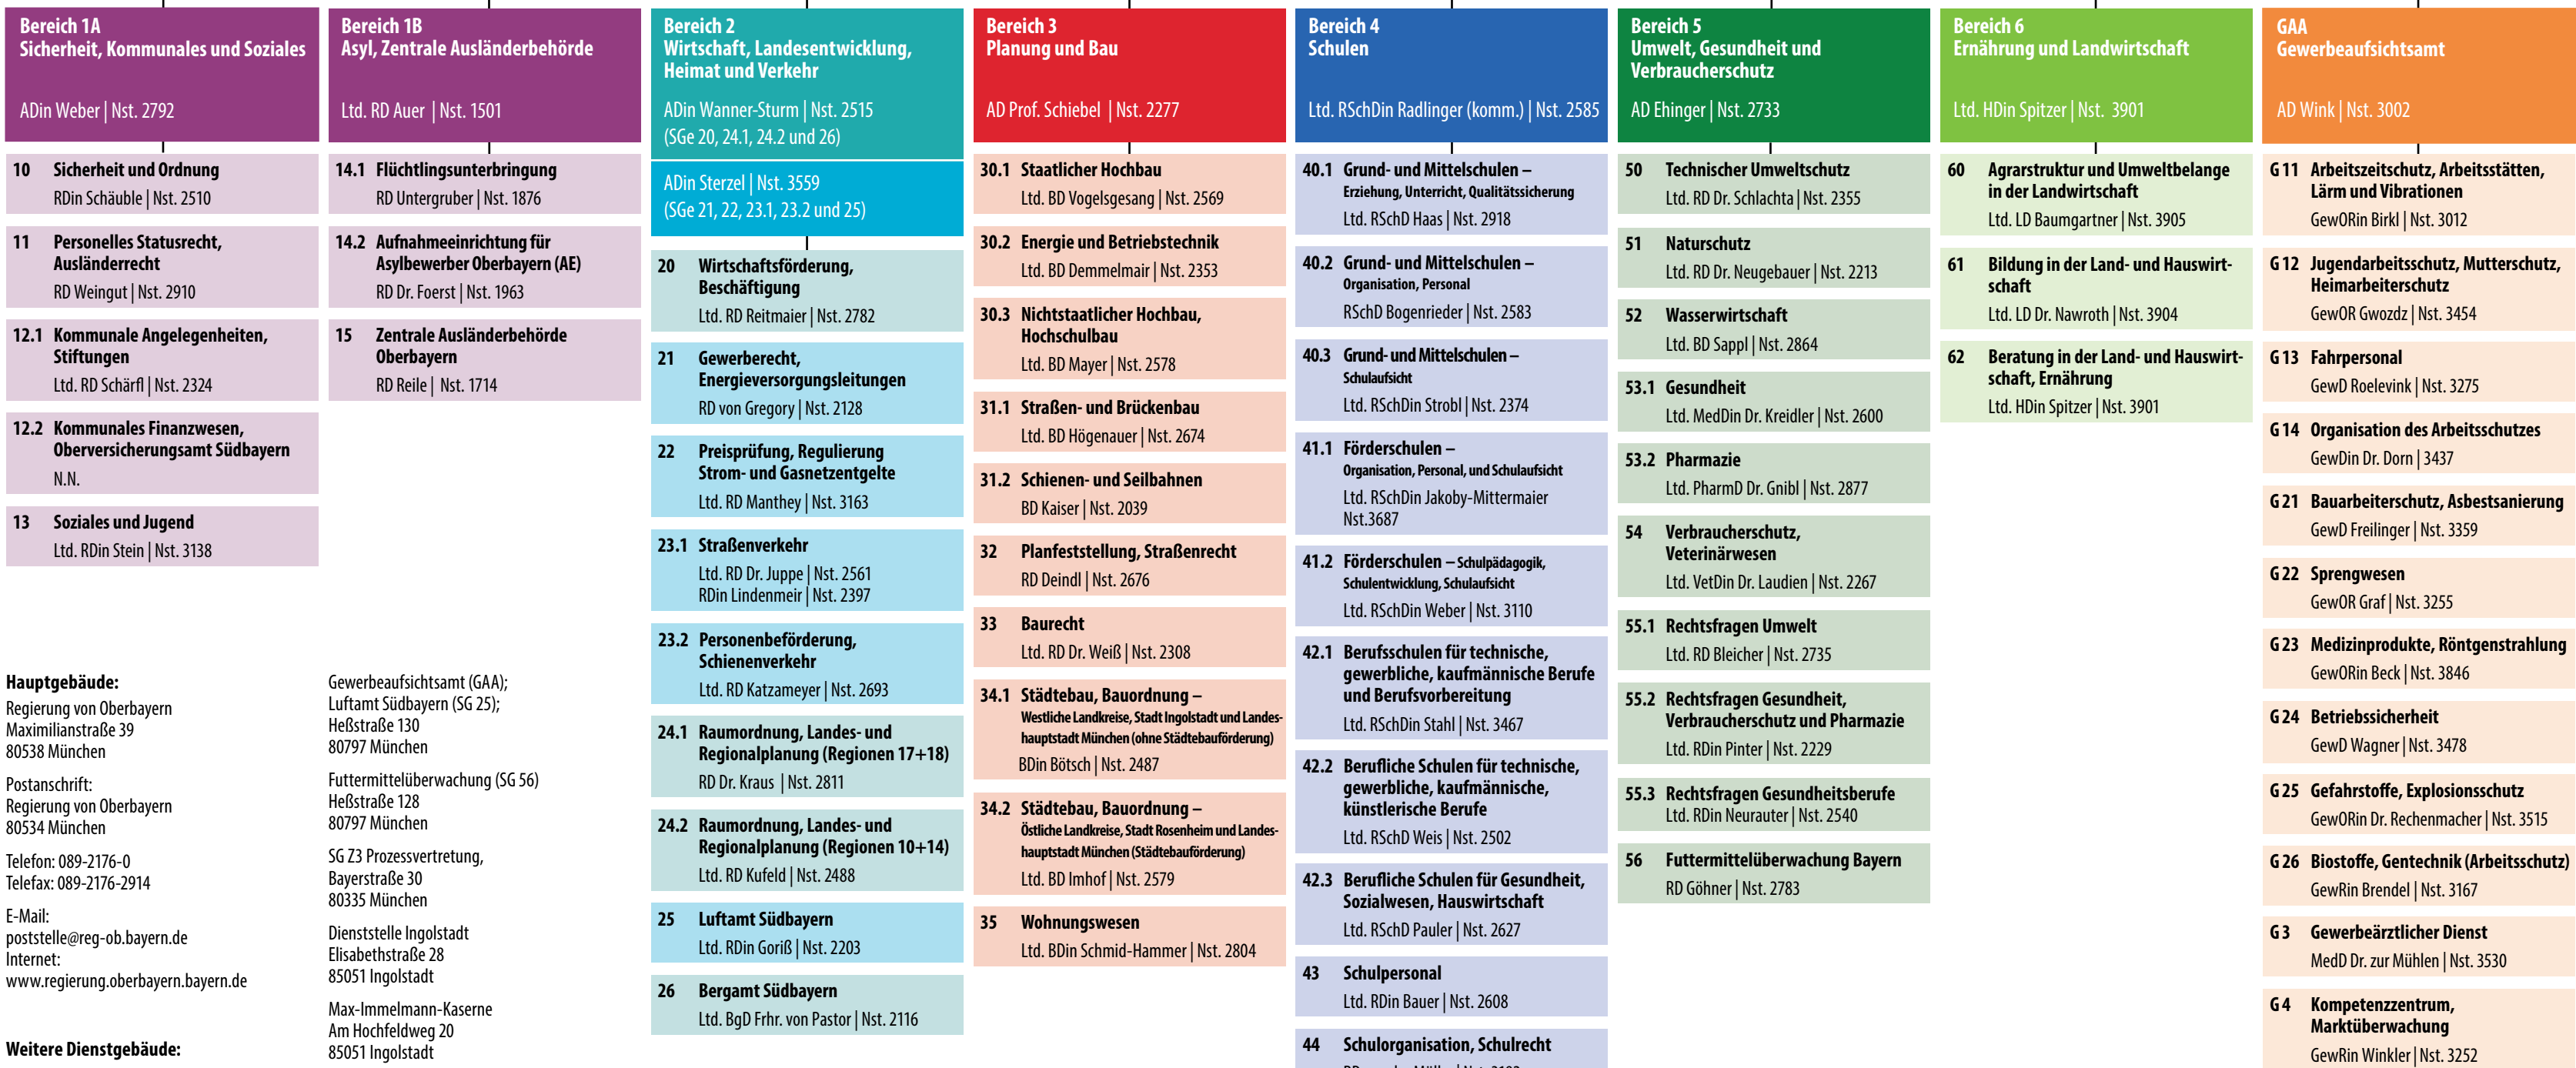 Bereich 1A
Sicherheit, Kommunales und Soziales
ADin Weber | Nst. 2792
10 Sicherheit und Ordnung
RDin Schäuble | Nst. 2510
11 Personelles Statusrecht,
Ausländerrecht
RD Weingut | Nst. 2910
12.1 Kommunale Angelegenheiten,
Stiftungen
Ltd. RD Schärfl | Nst. 2324
12.2 Kommunales Finanzwesen,
Oberversicherungsamt Südbayern
N.N.
13 Soziales und Jugend
Ltd. RDin Stein | Nst. 3138
Hauptgebäude:
Regierung von Oberbayern
Maximilianstraße 39
80538 München
Postanschrift:
Regierung von Oberbayern
80534 München
Telefon: 089-2176-0
Telefax: 089-2176-2914
E-Mail:
poststelle@reg-ob.bayern.de
Internet:
www.regierung.oberbayern.bayern.de
Weitere Dienstgebäude:
Bereich 1B
Asyl, Zentrale Ausländerbehörde
Ltd. RD Auer | Nst. 1501
14.1 Flüchtlingsunterbringung
RD Untergruber | Nst. 1876
14.2 Aufnahmeeinrichtung für
Asylbewerber Oberbayern (AE)
RD Dr. Foerst | Nst. 1963
15 Zentrale Ausländerbehörde
Oberbayern
RD Reile | Nst. 1714
Gewerbeaufsichtsamt (GAA);
Luftamt Südbayern (SG 25);
Heßstraße 130
80797 München
Futtermittelüberwachung (SG 56)
Heßstraße 128
80797 München
SG Z3 Prozessvertretung,
Bayerstraße 30
80335 München
Dienststelle Ingolstadt
Elisabethstraße 28
85051 Ingolstadt
Max-Immelmann-Kaserne
Am Hochfeldweg 20
85051 Ingolstadt
Bereich 2
Wirtschaft, Landesentwicklung,
Heimat und Verkehr
ADin Wanner-Sturm | Nst. 2515
(SGe 20, 24.1, 24.2 und 26)
ADin Sterzel | Nst. 3559
(SGe 21, 22, 23.1, 23.2 und 25)
20 Wirtschaftsförderung,
Beschäftigung
Ltd. RD Reitmaier | Nst. 2782
21 Gewerberecht,
Energieversorgungsleitungen
RD von Gregory | Nst. 2128
22 Preisprüfung, Regulierung
Strom- und Gasnetzentgelte
Ltd. RD Manthey | Nst. 3163
23.1 Straßenverkehr
Ltd. RD Dr. Juppe | Nst. 2561
RDin Lindenmeir | Nst. 2397
23.2 Personenbeförderung,
Schienenverkehr
Ltd. RD Katzameyer | Nst. 2693
24.1 Raumordnung, Landes- und
Regionalplanung (Regionen 17+18)
RD Dr. Kraus | Nst. 2811
24.2 Raumordnung, Landes- und
Regionalplanung (Regionen 10+14)
Ltd. RD Kufeld | Nst. 2488
25 Luftamt Südbayern
Ltd. RDin Goriß | Nst. 2203
26 Bergamt Südbayern
Ltd. BgD Frhr. von Pastor | Nst. 2116
Bereich 3
Planung und Bau
AD Prof. Schiebel | Nst. 2277
30.1 Staatlicher Hochbau
Ltd. BD Vogelsgesang | Nst. 2569
30.2 Energie und Betriebstechnik
Ltd. BD Demmelmair | Nst. 2353
30.3 Nichtstaatlicher Hochbau,
Hochschulbau
Ltd. BD Mayer | Nst. 2578
31.1 Straßen- und Brückenbau
Ltd. BD Högenauer | Nst. 2674
31.2 Schienen- und Seilbahnen
BD Kaiser | Nst. 2039
32 Planfeststellung, Straßenrecht
RD Deindl | Nst. 2676
33 Baurecht
Ltd. RD Dr. Weiß | Nst. 2308
34.1 Städtebau, Bauordnung –
Westliche Landkreise, Stadt Ingolstadt und Landes-
hauptstadt München (ohne Städtebauförderung)
BDin Bötsch | Nst. 2487
34.2 Städtebau, Bauordnung –
Östliche Landkreise, Stadt Rosenheim und Landes-
hauptstadt München (Städtebauförderung)
Ltd. BD Imhof | Nst. 2579
35 Wohnungswesen
Ltd. BDin Schmid-Hammer | Nst. 2804
Bereich 4
Schulen
Ltd. RSchDin Radlinger (komm.) | Nst. 2585
40.1 Grund- und Mittelschulen –
Erziehung, Unterricht, Qualitätssicherung
Ltd. RSchD Haas | Nst. 2918
40.2 Grund- und Mittelschulen –
Organisation, Personal
RSchD Bogenrieder | Nst. 2583
40.3 Grund- und Mittelschulen –
Schulaufsicht
Ltd. RSchDin Strobl | Nst. 2374
41.1 Förderschulen –
Organisation, Personal, und Schulaufsicht
Ltd. RSchDin Jakoby-Mittermaier
Nst.3687
41.2 Förderschulen – Schulpädagogik,
Schulentwicklung, Schulaufsicht
Ltd. RSchDin Weber | Nst. 3110
42.1 Berufsschulen für technische,
gewerbliche, kaufmännische Berufe
und Berufsvorbereitung
Ltd. RSchDin Stahl | Nst. 3467
42.2 Berufliche Schulen für technische,
gewerbliche, kaufmännische,
künstlerische Berufe
Ltd. RSchD Weis | Nst. 2502
42.3 Berufliche Schulen für Gesundheit,
Sozialwesen, Hauswirtschaft
Ltd. RSchD Pauler | Nst. 2627
43 Schulpersonal
Ltd. RDin Bauer | Nst. 2608
44 Schulorganisation, Schulrecht
Bereich 5
Umwelt, Gesundheit und
Verbraucherschutz
AD Ehinger | Nst. 2733
50 Technischer Umweltschutz
Ltd. RD Dr. Schlachta | Nst. 2355
51 Naturschutz
Ltd. RD Dr. Neugebauer | Nst. 2213
52 Wasserwirtschaft
Ltd. BD Sappl | Nst. 2864
53.1 Gesundheit
Ltd. MedDin Dr. Kreidler | Nst. 2600
53.2 Pharmazie
Ltd. PharmD Dr. Gnibl | Nst. 2877
54 Verbraucherschutz,
Veterinärwesen
Ltd. VetDin Dr. Laudien | Nst. 2267
55.1 Rechtsfragen Umwelt
Ltd. RD Bleicher | Nst. 2735
55.2 Rechtsfragen Gesundheit,
Verbraucherschutz und Pharmazie
Ltd. RDin Pinter | Nst. 2229
55.3 Rechtsfragen Gesundheitsberufe
Ltd. RDin Neurauter | Nst. 2540
56 Futtermittelüberwachung Bayern
RD Göhner | Nst. 2783
Bereich 6
Ernährung und Landwirtschaft
Ltd. HDin Spitzer | Nst. 3901
60 Agrarstruktur und Umweltbelange
in der Landwirtschaft
Ltd. LD Baumgartner | Nst. 3905
61 Bildung in der Land- und Hauswirt-
schaft
Ltd. LD Dr. Nawroth | Nst. 3904
62 Beratung in der Land- und Hauswirt-
schaft, Ernährung
Ltd. HDin Spitzer | Nst. 3901
GAA
Gewerbeaufsichtsamt
AD Wink | Nst. 3002
G 11 Arbeitszeitschutz, Arbeitsstätten,
Lärm und Vibrationen
GewORin Birkl | Nst. 3012
G 12 Jugendarbeitsschutz, Mutterschutz,
Heimarbeiterschutz
GewOR Gwozdz | Nst. 3454
G 13 Fahrpersonal
GewD Roelevink | Nst. 3275
G 14 Organisation des Arbeitsschutzes
GewDin Dr. Dorn | 3437
G 21 Bauarbeiterschutz, Asbestsanierung
GewD Freilinger | Nst. 3359
G 22 Sprengwesen
GewOR Graf | Nst. 3255
G 23 Medizinprodukte, Röntgenstrahlung
GewORin Beck | Nst. 3846
G 24 Betriebssicherheit
GewD Wagner | Nst. 3478
G 25 Gefahrstoffe, Explosionsschutz
GewORin Dr. Rechenmacher | Nst. 3515
G 26 Biostoffe, Gentechnik (Arbeitsschutz)
GewRin Brendel | Nst. 3167
G 3 Gewerbeärztlicher Dienst
MedD Dr. zur Mühlen | Nst. 3530
G 4 Kompetenzzentrum,
Marktüberwachung
GewRin Winkler | Nst. 3252